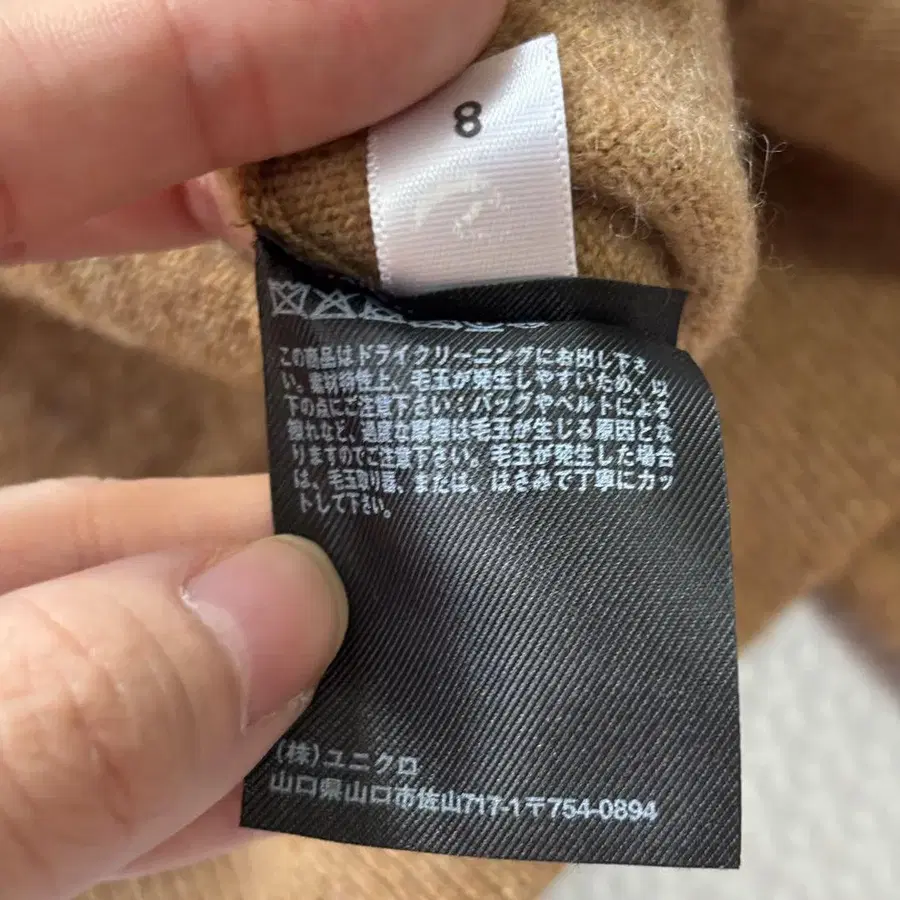 8
この商品はドライクリーニングにお出し下さ
い。素材特性上、毛玉が発生しやすいため、以
下の点にご注意下さい：バッグやベルトによる
擦れなど、過度な摩擦は毛玉が生じる原因とな
りますのでご注意下さい。毛玉が発生した場合
は、毛玉取り器、または、はさみで丁寧にカッ
トして下さい。
(株)ユニクロ
山口県山口市佐山717-1〒754-0894